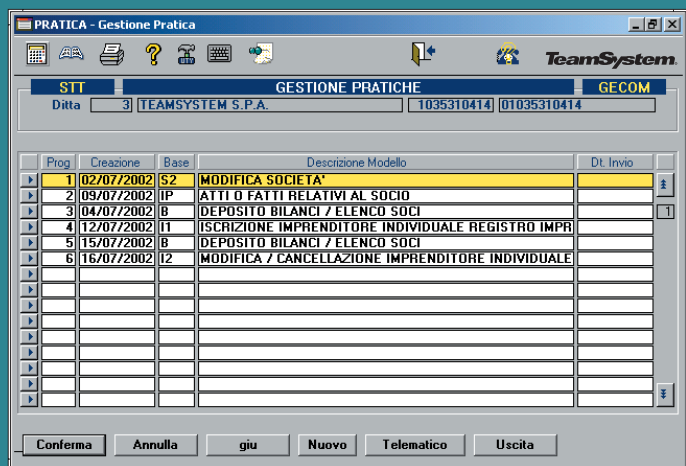 PRATICA - Gestione Pratica
TeamSystem
STT GESTIONE PRATICHE GECOM
Ditta 3 TEAMSYSTEM S.P.A. 1035310414 01035310414
Prog Creazione Base Descrizione Modello Dt. Invio
1 02/07/2002 S2 MODIFICA SOCIETA'
2 09/07/2002 IP ATTI O FATTI RELATIVI AL SOCIO
3 04/07/2002 B DEPOSITO BILANCI / ELENCO SOCI 1
4 12/07/2002 I1 ISCRIZIONE IMPRENDITORE INDIVIDUALE REGISTRO IMPR
5 15/07/2002 B DEPOSITO BILANCI / ELENCO SOCI
6 16/07/2002 I2 MODIFICA / CANCELLAZIONE IMPRENDITORE INDIVIDUALE
Conferma Annulla giu Nuovo Telematico Uscita